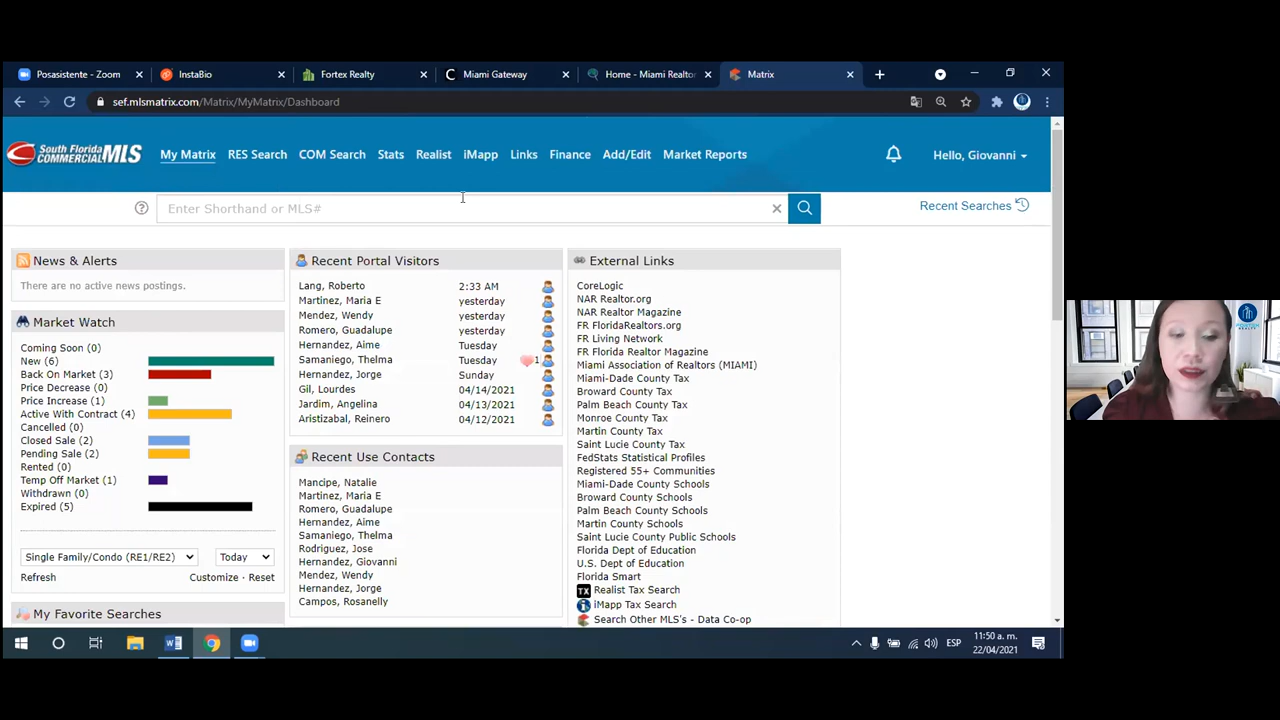 Posasistente - Zoom
InstaBio
Fortex Realty
Miami Gateway
Home - Miami Realto
Matrix
sef.mlsmatrix.com/Matrix/MyMatrix/Dashboard
South Florida
COMMERCIAL MLS
My Matrix
RES Search
COM Search
Stats
Realist
iMapp
Links
Finance
Add/Edit
Market Reports
Hello, Giovanni
Enter Shorthand or MLS#
Recent Searches
News & Alerts
There are no active news postings.
Market Watch
Coming Soon (0)
New (6)
Back On Market (3)
Price Decrease (0)
Price Increase (1)
Active With Contract (4)
Cancelled (0)
Closed Sale (2)
Pending Sale (2)
Rented (0)
Temp Off Market (1)
Withdrawn (0)
Expired (5)
Single Family/Condo (RE1/RE2)
Today
Refresh
Customize · Reset
My Favorite Searches
Recent Portal Visitors
Lang, Roberto 2:33 AM
Martinez, Maria E yesterday
Mendez, Wendy yesterday
Romero, Guadalupe yesterday
Hernandez, Aime Tuesday
Samaniego, Thelma Tuesday 1
Hernandez, Jorge Sunday
Gil, Lourdes 04/14/2021
Jardim, Angelina 04/13/2021
Aristizabal, Reinero 04/12/2021
Recent Use Contacts
Mancipe, Natalie
Martinez, Maria E
Romero, Guadalupe
Hernandez, Aime
Samaniego, Thelma
Rodriguez, Jose
Hernandez, Giovanni
Mendez, Wendy
Hernandez, Jorge
Campos, Rosanelly
External Links
CoreLogic
NAR Realtor.org
NAR Realtor Magazine
FR FloridaRealtors.org
FR Living Network
FR Florida Realtor Magazine
Miami Association of Realtors (MIAMI)
Miami-Dade County Tax
Broward County Tax
Palm Beach County Tax
Monroe County Tax
Martin County Tax
Saint Lucie County Tax
FedStats Statistical Profiles
Registered 55+ Communities
Miami-Dade County Schools
Broward County Schools
Palm Beach County Schools
Martin County Schools
Saint Lucie County Public Schools
Florida Dept of Education
U.S. Dept of Education
Florida Smart
TX Realist Tax Search
iMapp Tax Search
Search Other MLS's - Data Co-op
ESP
11:50 a. m.
22/04/2021